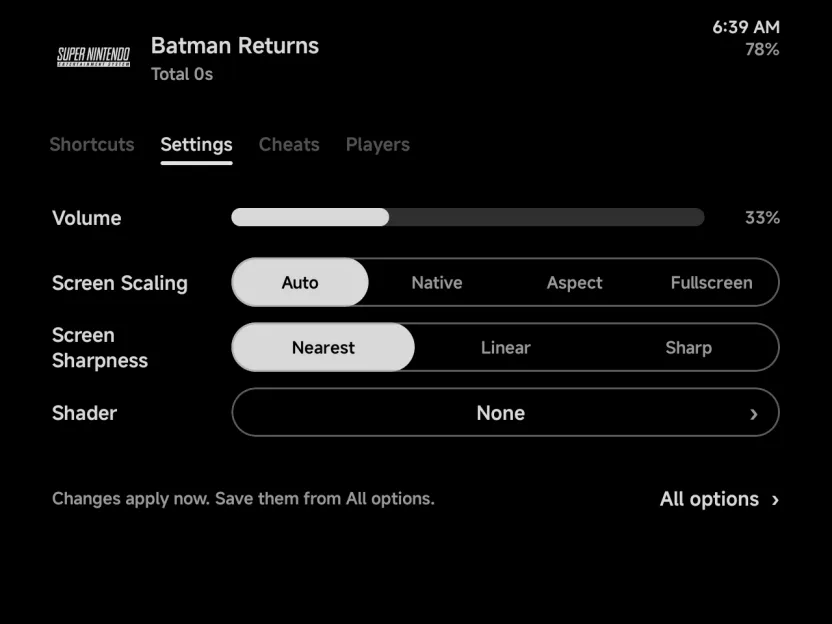 6:39 AM
78%
SUPER NINTENDO
ENTERTAINMENT SYSTEM
Batman Returns
Total 0s
Shortcuts Settings Cheats Players
Volume 33%
Screen Scaling Auto Native Aspect Fullscreen
Screen
Sharpness Nearest Linear Sharp
Shader None ›
Changes apply now. Save them from All options. All options ›